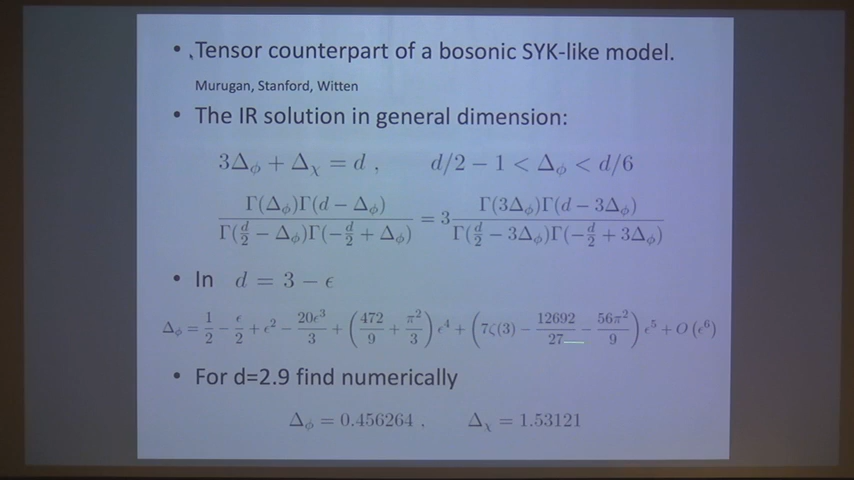 • Tensor counterpart of a bosonic SYK-like model.
Murugan, Stanford, Witten
• The IR solution in general dimension:
3Δ_ϕ + Δ_χ = d , d/2 − 1 < Δ_ϕ < d/6
Γ(Δ_ϕ)Γ(d − Δ_ϕ) / Γ(d/2 − Δ_ϕ)Γ(−d/2 + Δ_ϕ) = 3 Γ(3Δ_ϕ)Γ(d − 3Δ_ϕ) / Γ(d/2 − 3Δ_ϕ)Γ(−d/2 + 3Δ_ϕ)
• In d = 3 − ϵ
Δ_ϕ = 1/2 − ϵ/2 + ϵ² − 20ϵ³/3 + (472/9 + π²/3) ϵ⁴ + (7ζ(3) − 12692/27 − 56π²/9) ϵ⁵ + O (ϵ⁶)
• For d=2.9 find numerically
Δ_ϕ = 0.456264 , Δ_χ = 1.53121